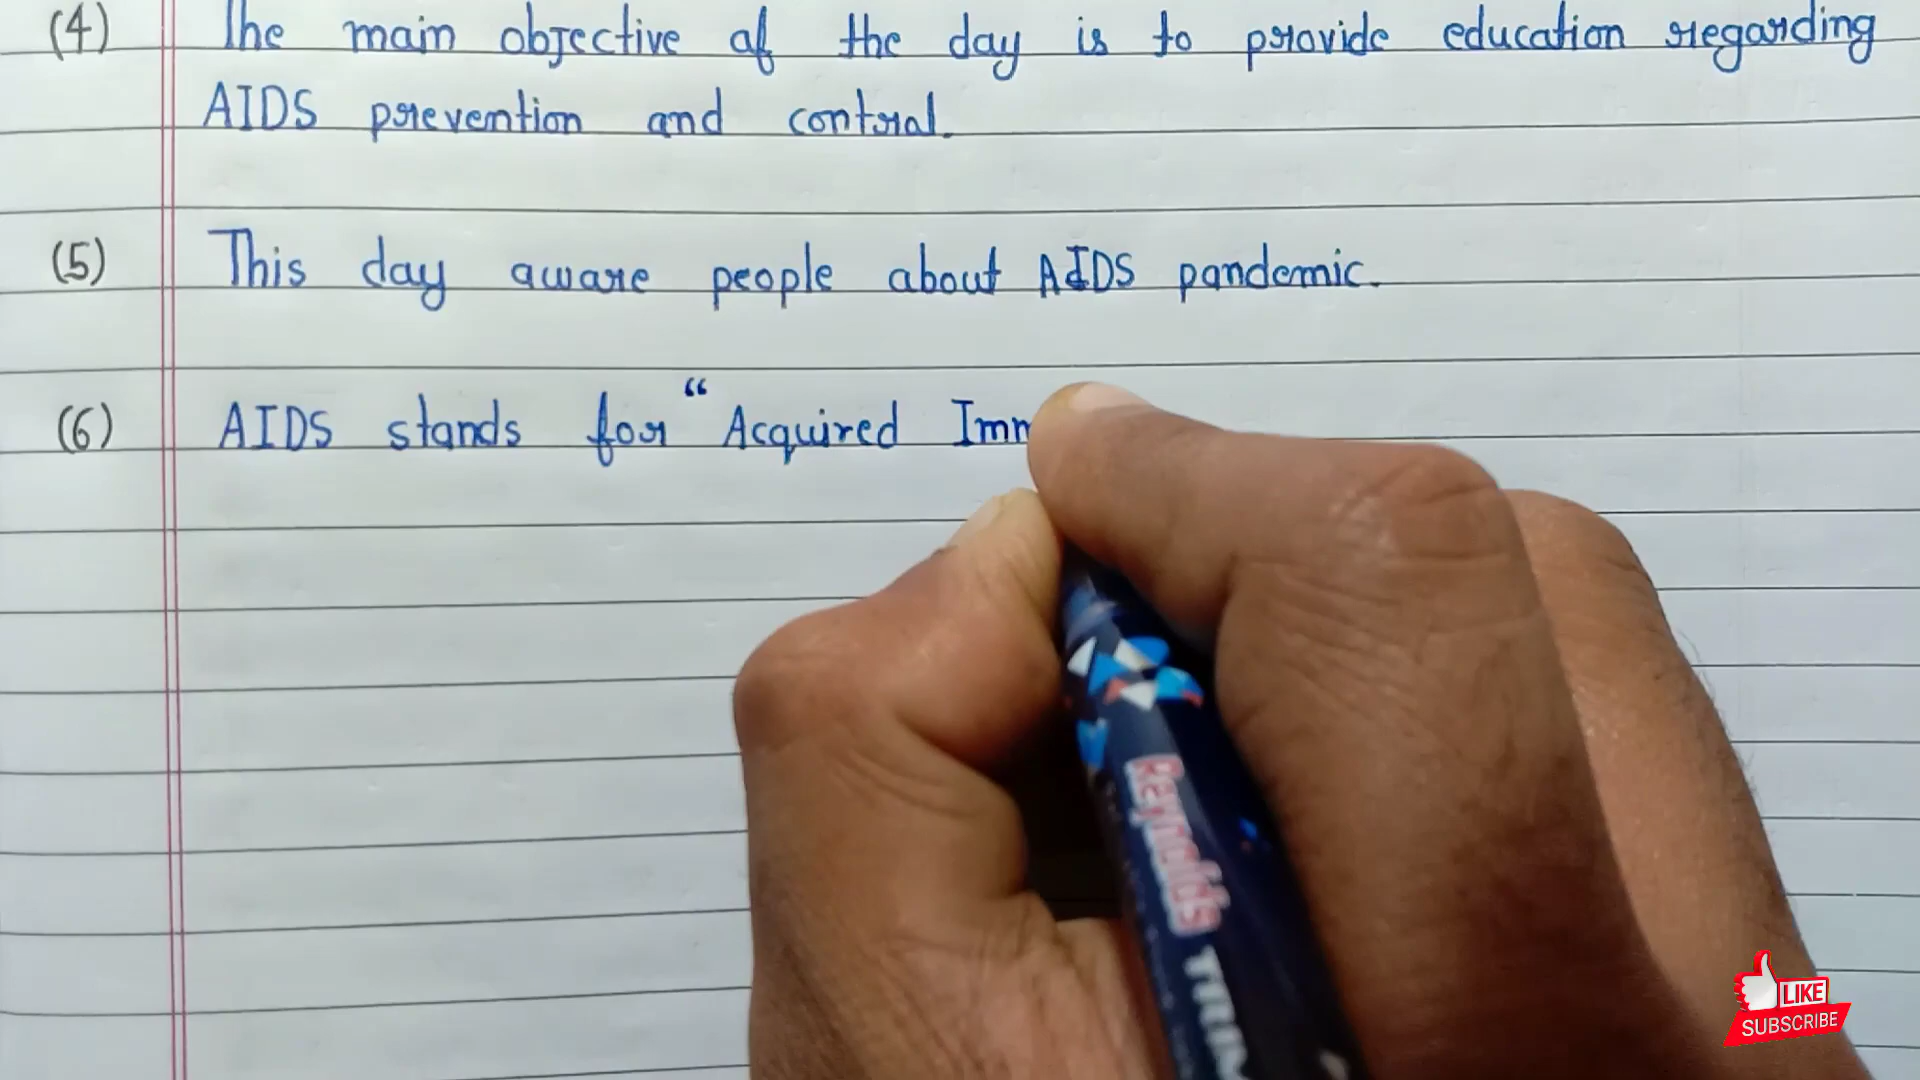 (4) The main objective of the day is to provide education regarding
AIDS prevention and control.
(5) This day aware people about AIDS pandemic.
(6) AIDS stands for "Acquired Imm
Reynolds TRIM
LIKE
SUBSCRIBE